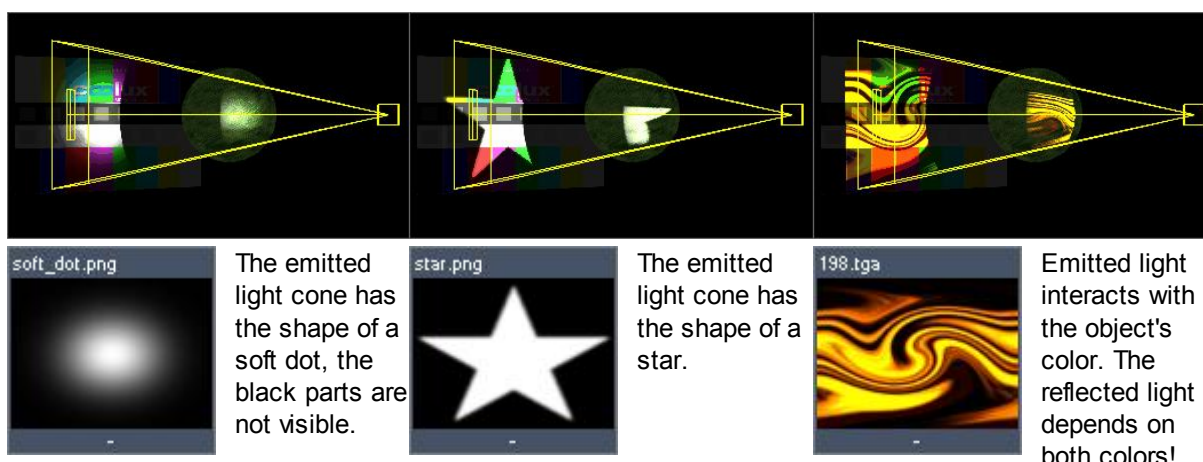 soft_dot.png
The emitted
light cone has
the shape of a
soft dot, the
black parts are
not visible.
-
star.png
The emitted
light cone has
the shape of a
star.
-
198.tga
Emitted light
interacts with
the object's
color. The
reflected light
depends on
both colors!
-